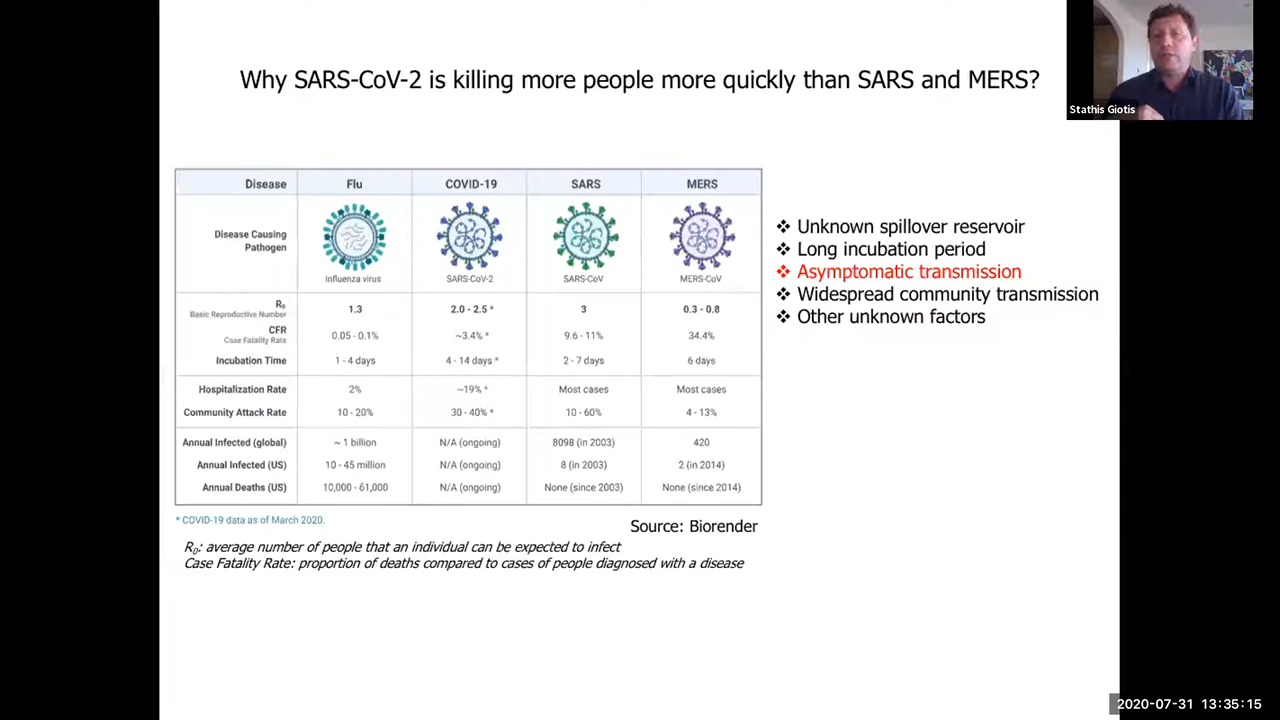 Why SARS-CoV-2 is killing more people more quickly than SARS and MERS?
Stathis Giotis
Disease Flu COVID-19 SARS MERS
Disease Causing
Pathogen
Influenza virus SARS-CoV-2 SARS-CoV MERS-CoV
R₀ 1.3 2.0 - 2.5 * 3 0.3 - 0.8
Basic Reproductive Number
CFR 0.05 - 0.1% ~3.4% * 9.6 - 11% 34.4%
Case Fatality Rate
Incubation Time 1 - 4 days 4 - 14 days * 2 - 7 days 6 days
Hospitalization Rate 2% ~19% * Most cases Most cases
Community Attack Rate 10 - 20% 30 - 40% * 10 - 60% 4 - 13%
Annual Infected (global) ~ 1 billion N/A (ongoing) 8098 (in 2003) 420
Annual Infected (US) 10 - 45 million N/A (ongoing) 8 (in 2003) 2 (in 2014)
Annual Deaths (US) 10,000 - 61,000 N/A (ongoing) None (since 2003) None (since 2014)
* COVID-19 data as of March 2020.
Source: Biorender
R₀: average number of people that an individual can be expected to infect
Case Fatality Rate: proportion of deaths compared to cases of people diagnosed with a disease
❖ Unknown spillover reservoir
❖ Long incubation period
❖ Asymptomatic transmission
❖ Widespread community transmission
❖ Other unknown factors
2020-07-31 13:35:15